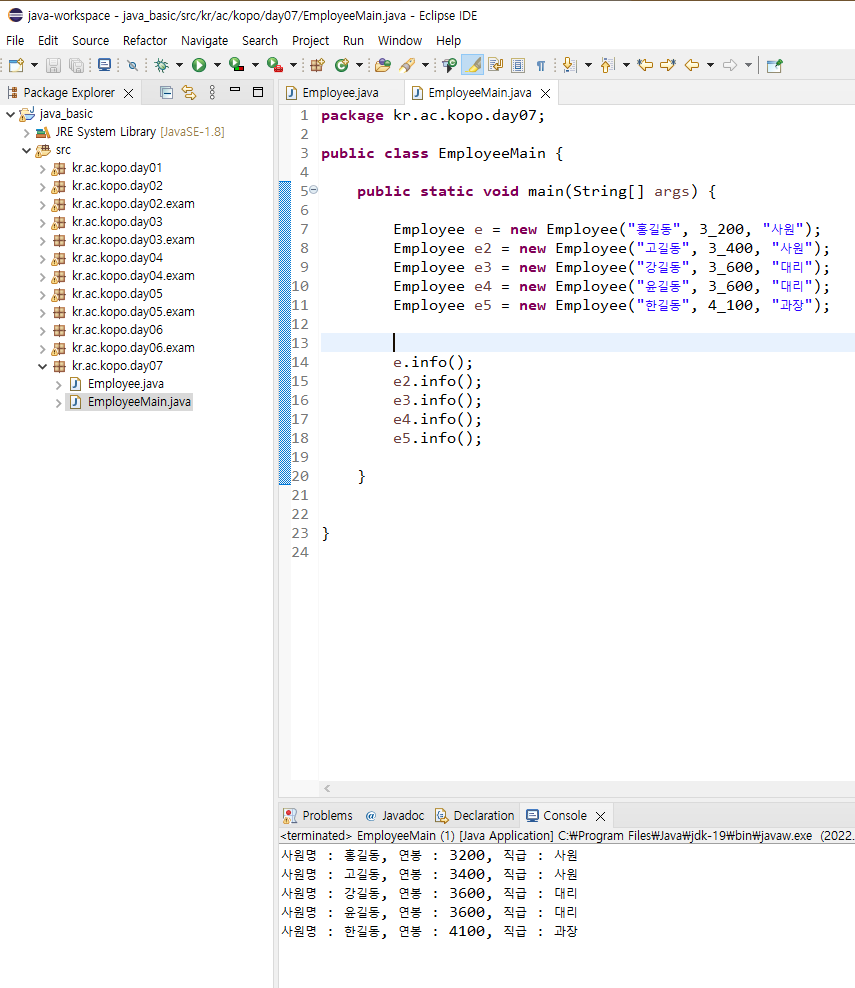 java-workspace - java_basic/src/kr/ac/kopo/day07/EmployeeMain.java - Eclipse IDE
File Edit Source Refactor Navigate Search Project Run Window Help
Package Explorer
java_basic
JRE System Library [JavaSE-1.8]
src
kr.ac.kopo.day01
kr.ac.kopo.day02
kr.ac.kopo.day02.exam
kr.ac.kopo.day03
kr.ac.kopo.day03.exam
kr.ac.kopo.day04
kr.ac.kopo.day04.exam
kr.ac.kopo.day05
kr.ac.kopo.day05.exam
kr.ac.kopo.day06
kr.ac.kopo.day06.exam
kr.ac.kopo.day07
Employee.java
EmployeeMain.java
Employee.java EmployeeMain.java
1 package kr.ac.kopo.day07;
2
3 public class EmployeeMain {
4
5 public static void main(String[] args) {
6
7 Employee e = new Employee("홍길동", 3_200, "사원");
8 Employee e2 = new Employee("고길동", 3_400, "사원");
9 Employee e3 = new Employee("강길동", 3_600, "대리");
10 Employee e4 = new Employee("윤길동", 3_600, "대리");
11 Employee e5 = new Employee("한길동", 4_100, "과장");
12
13
14 e.info();
15 e2.info();
16 e3.info();
17 e4.info();
18 e5.info();
19
20 }
21
22
23 }
24
Problems @ Javadoc Declaration Console
<terminated> EmployeeMain (1) [Java Application] C:₩Program Files₩Java₩jdk-19₩bin₩javaw.exe (2022.
사원명 : 홍길동, 연봉 : 3200, 직급 : 사원
사원명 : 고길동, 연봉 : 3400, 직급 : 사원
사원명 : 강길동, 연봉 : 3600, 직급 : 대리
사원명 : 윤길동, 연봉 : 3600, 직급 : 대리
사원명 : 한길동, 연봉 : 4100, 직급 : 과장